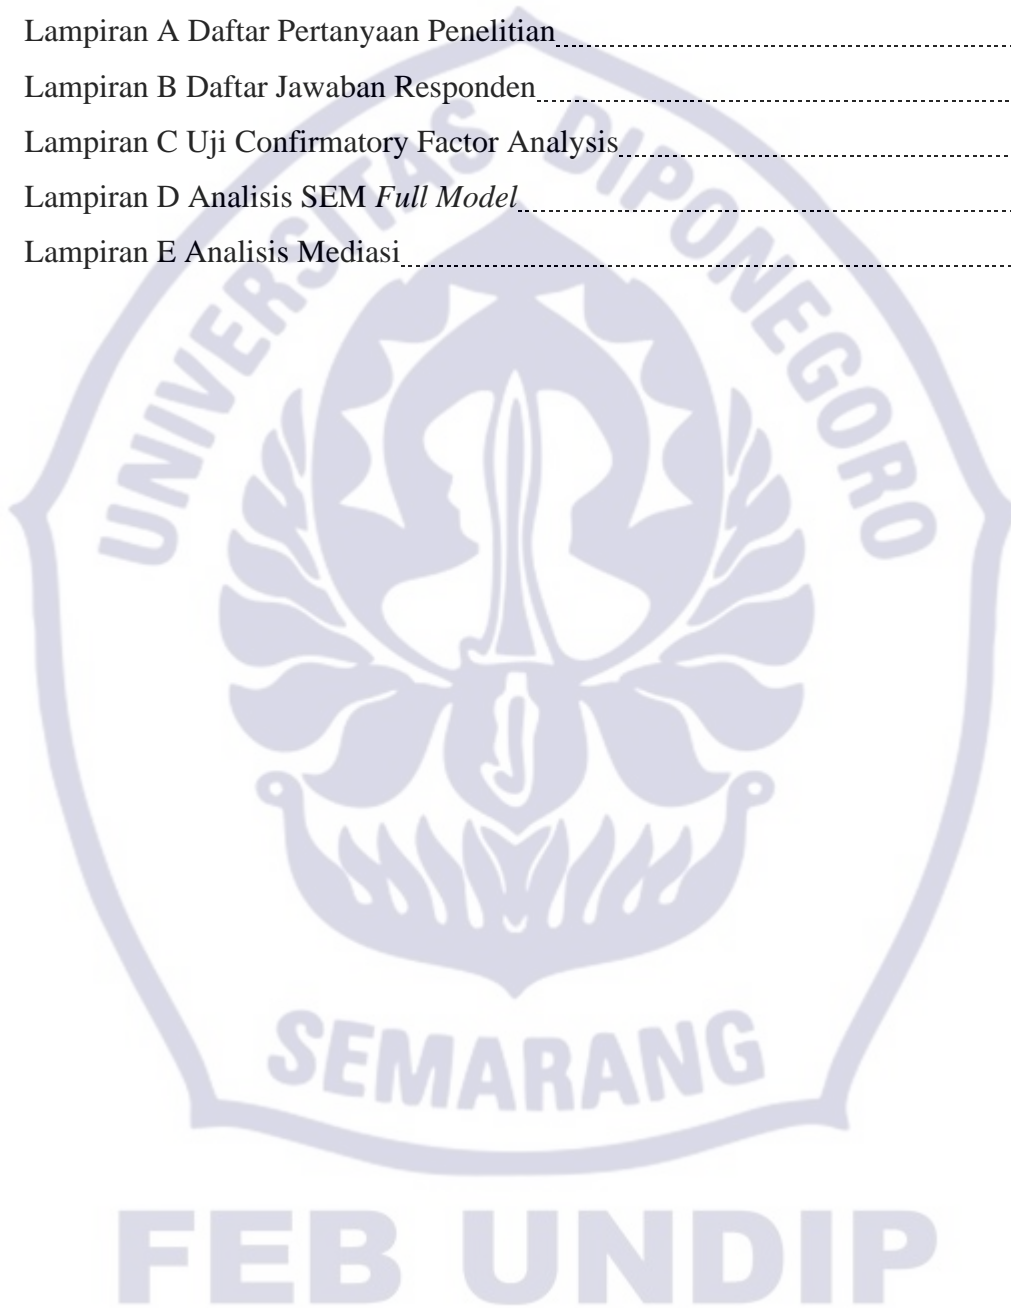 Lampiran A Daftar Pertanyaan Penelitian
Lampiran B Daftar Jawaban Responden
Lampiran C Uji Confirmatory Factor Analysis
Lampiran D Analisis SEM Full Model
Lampiran E Analisis Mediasi
UNIVERSITAS DIPONEGORO
SEMARANG
FEB UNDIP